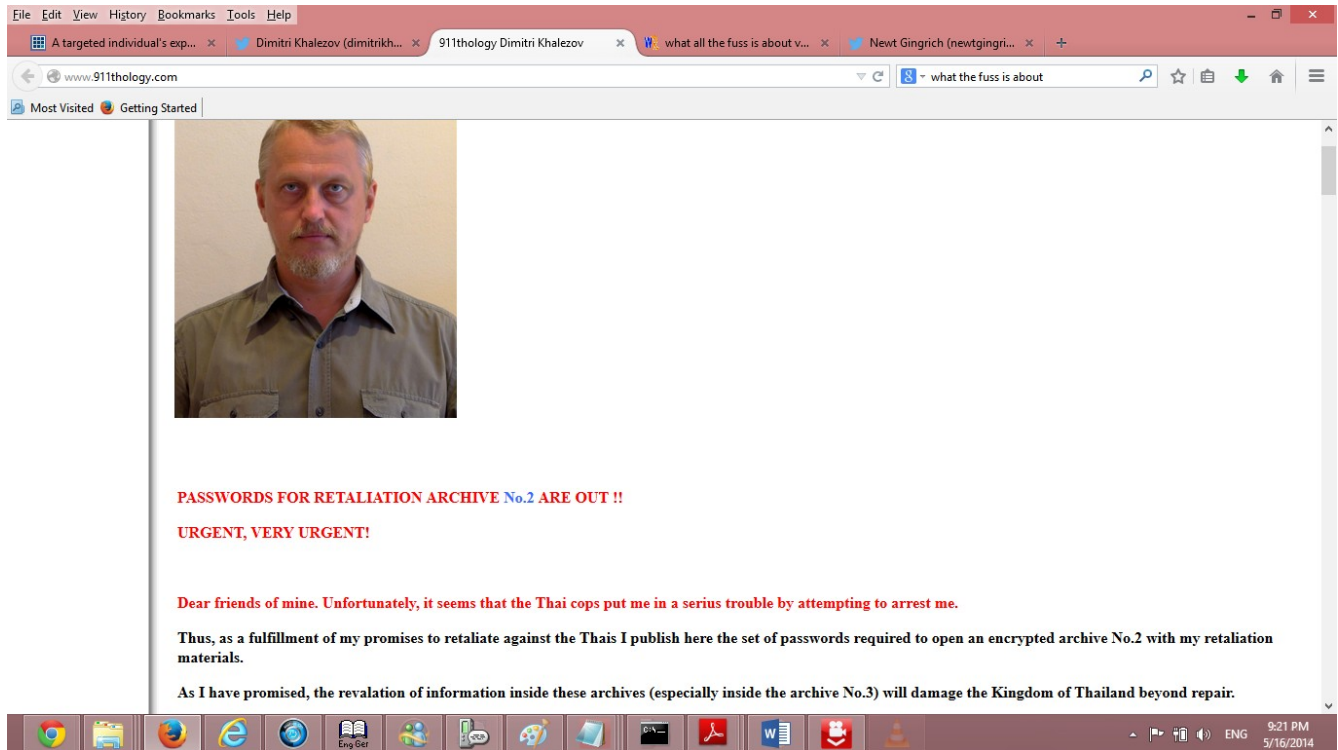 File Edit View History Bookmarks Tools Help
A targeted individual's exp... Dimitri Khalezov (dimitrikh... 911thology Dimitri Khalezov what all the fuss is about v... Newt Gingrich (newtgingri...
www.911thology.com what the fuss is about
Most Visited Getting Started
PASSWORDS FOR RETALIATION ARCHIVE No.2 ARE OUT !!
URGENT, VERY URGENT!
Dear friends of mine. Unfortunately, it seems that the Thai cops put me in a serius trouble by attempting to arrest me.
Thus, as a fulfillment of my promises to retaliate against the Thais I publish here the set of passwords required to open an encrypted archive No.2 with my retaliation
materials.
As I have promised, the revalation of information inside these archives (especially inside the archive No.3) will damage the Kingdom of Thailand beyond repair.
Eng Ger
ENG 9:21 PM
5/16/2014